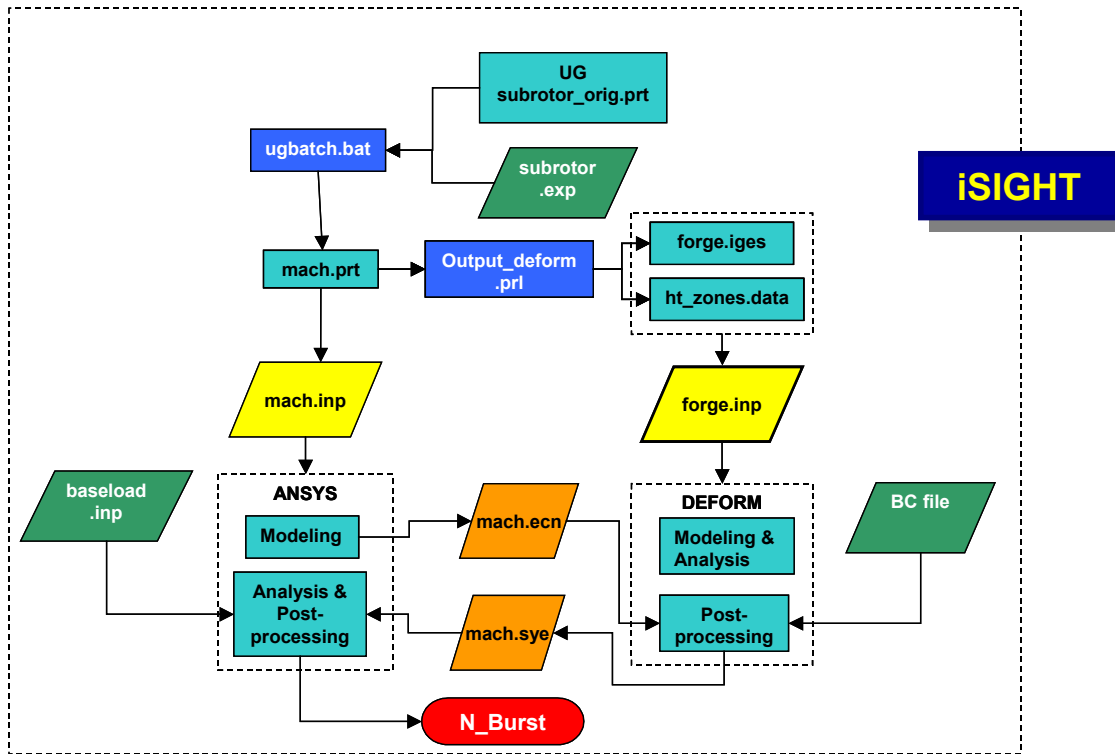 UG
subrotor_orig.prt
ugbatch.bat
subrotor
.exp
iSIGHT
mach.prt
Output_deform
.prl
forge.iges
ht_zones.data
mach.inp
forge.inp
baseload
.inp
ANSYS
Modeling
Analysis &
Post-
processing
mach.ecn
mach.sye
DEFORM
Modeling &
Analysis
Post-
processing
BC file
N_Burst